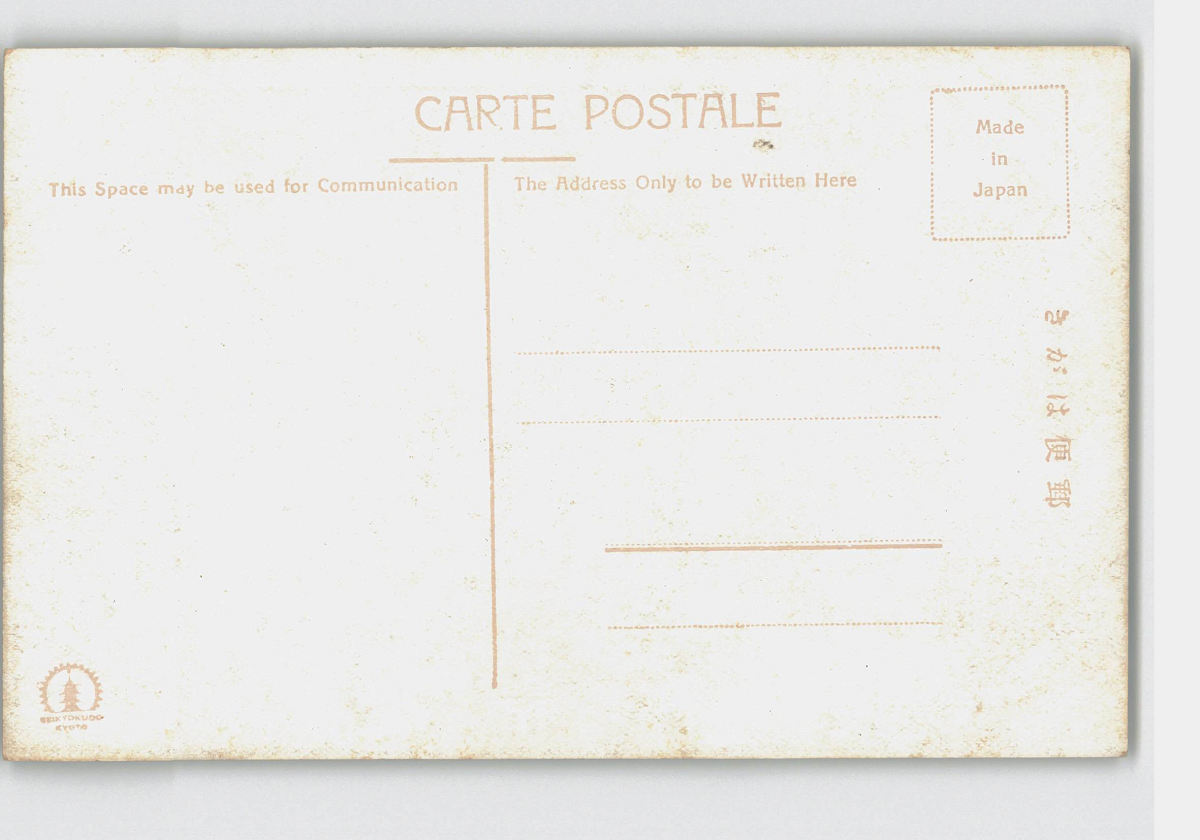 CARTE POSTALE
This Space may be used for Communication
The Address Only to be Written Here
Made
in
Japan
郵便はがき
SEIKYOKUDO
KYOTO